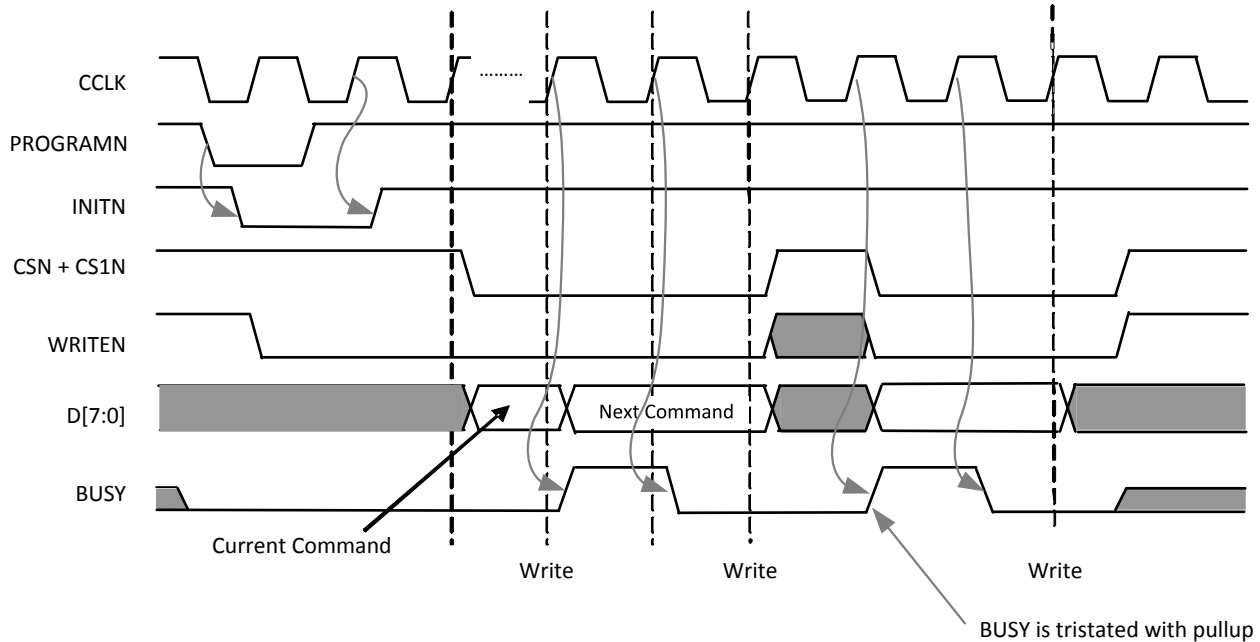 CCLK
.........
PROGRAMN
INITN
CSN + CS1N
WRITEN
D[7:0]
Next Command
BUSY
Current Command
Write
Write
Write
BUSY is tristated with pullup